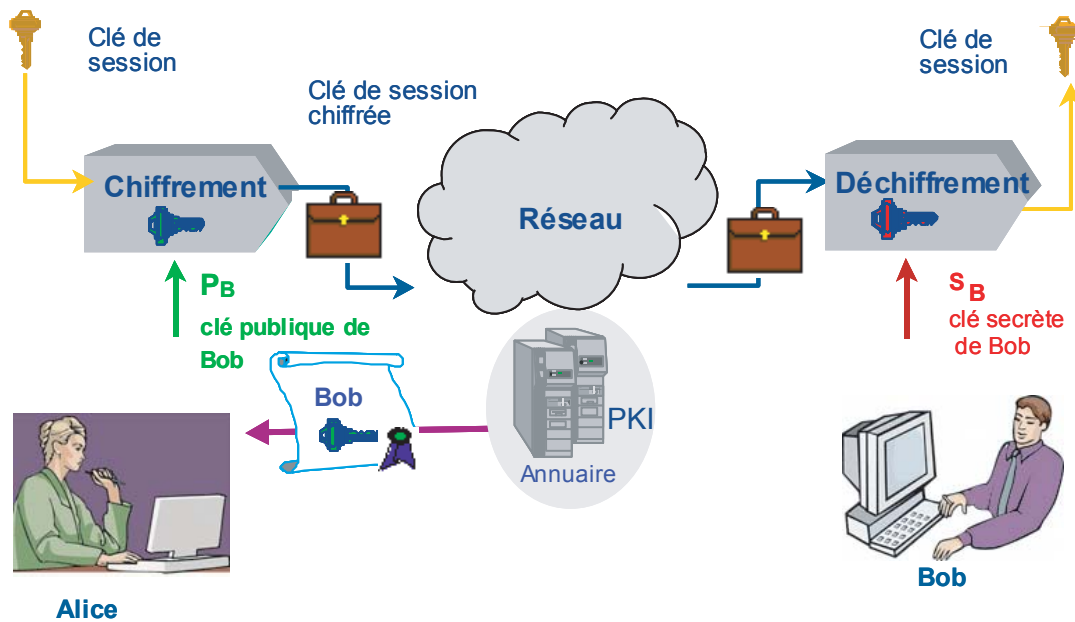 Clé de
session
Clé de session
chiffrée
Clé de
session
Chiffrement
Réseau
Déchiffrement
PB
clé publique de
Bob
SB
clé secrète
de Bob
Bob
PKI
Annuaire
Alice
Bob